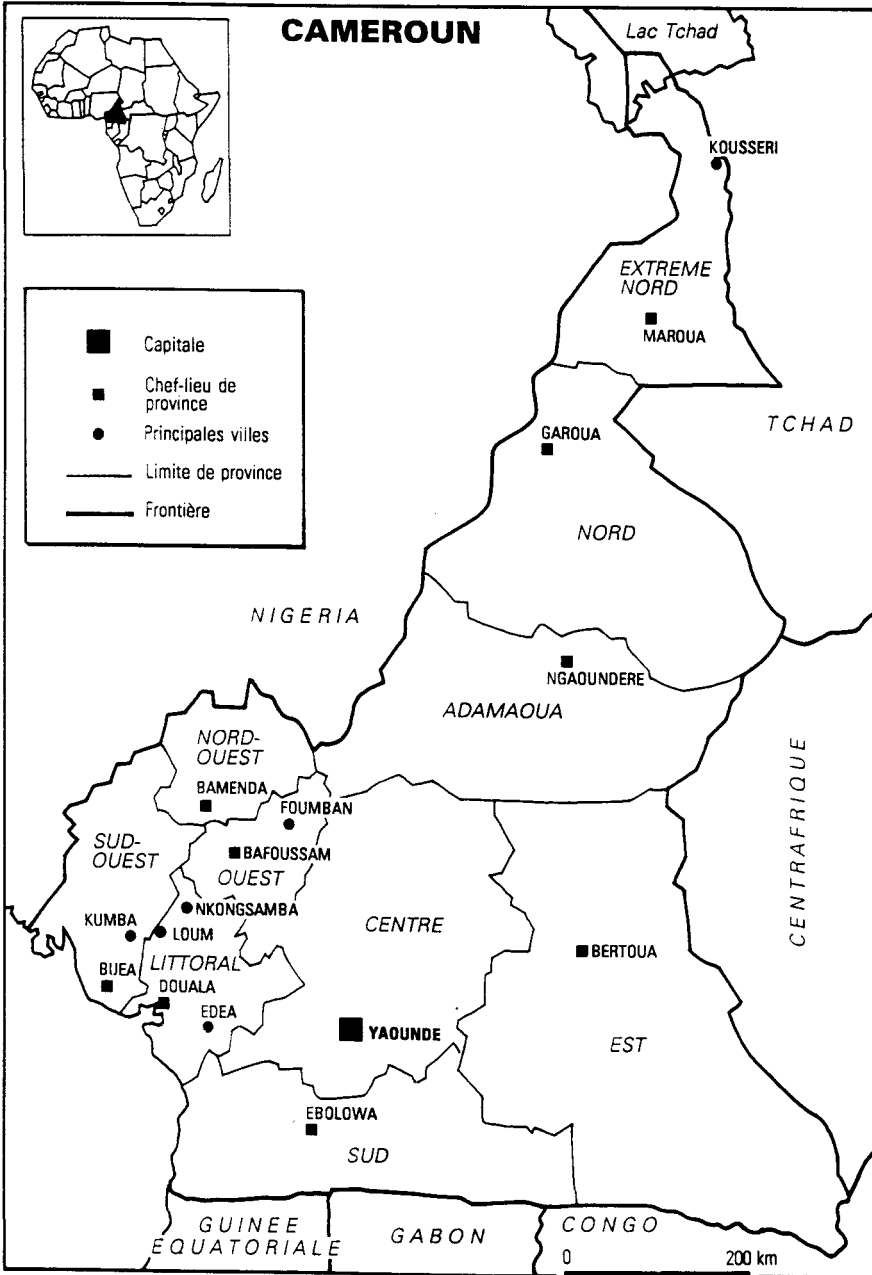 CAMEROUN
Lac Tchad
KOUSSERI
EXTREME
NORD
MAROUA
Capitale
Chef-lieu de
province
Principales villes
Limite de province
Frontière
TCHAD
GAROUA
NORD
NIGERIA
NGAOUNDERE
ADAMAOUA
NORD-
OUEST
BAMENDA
FOUMBAN
SUD-
OUEST
BAFOUSSAM
OUEST
CENTRAFRIQUE
NKONGSAMBA
KUMBA
LOUM
CENTRE
BERTOUA
LITTORAL
BUEA
DOUALA
EDEA
YAOUNDE
EST
EBOLOWA
SUD
GUINEE
EQUATORIALE
GABON
CONGO
0 200 km